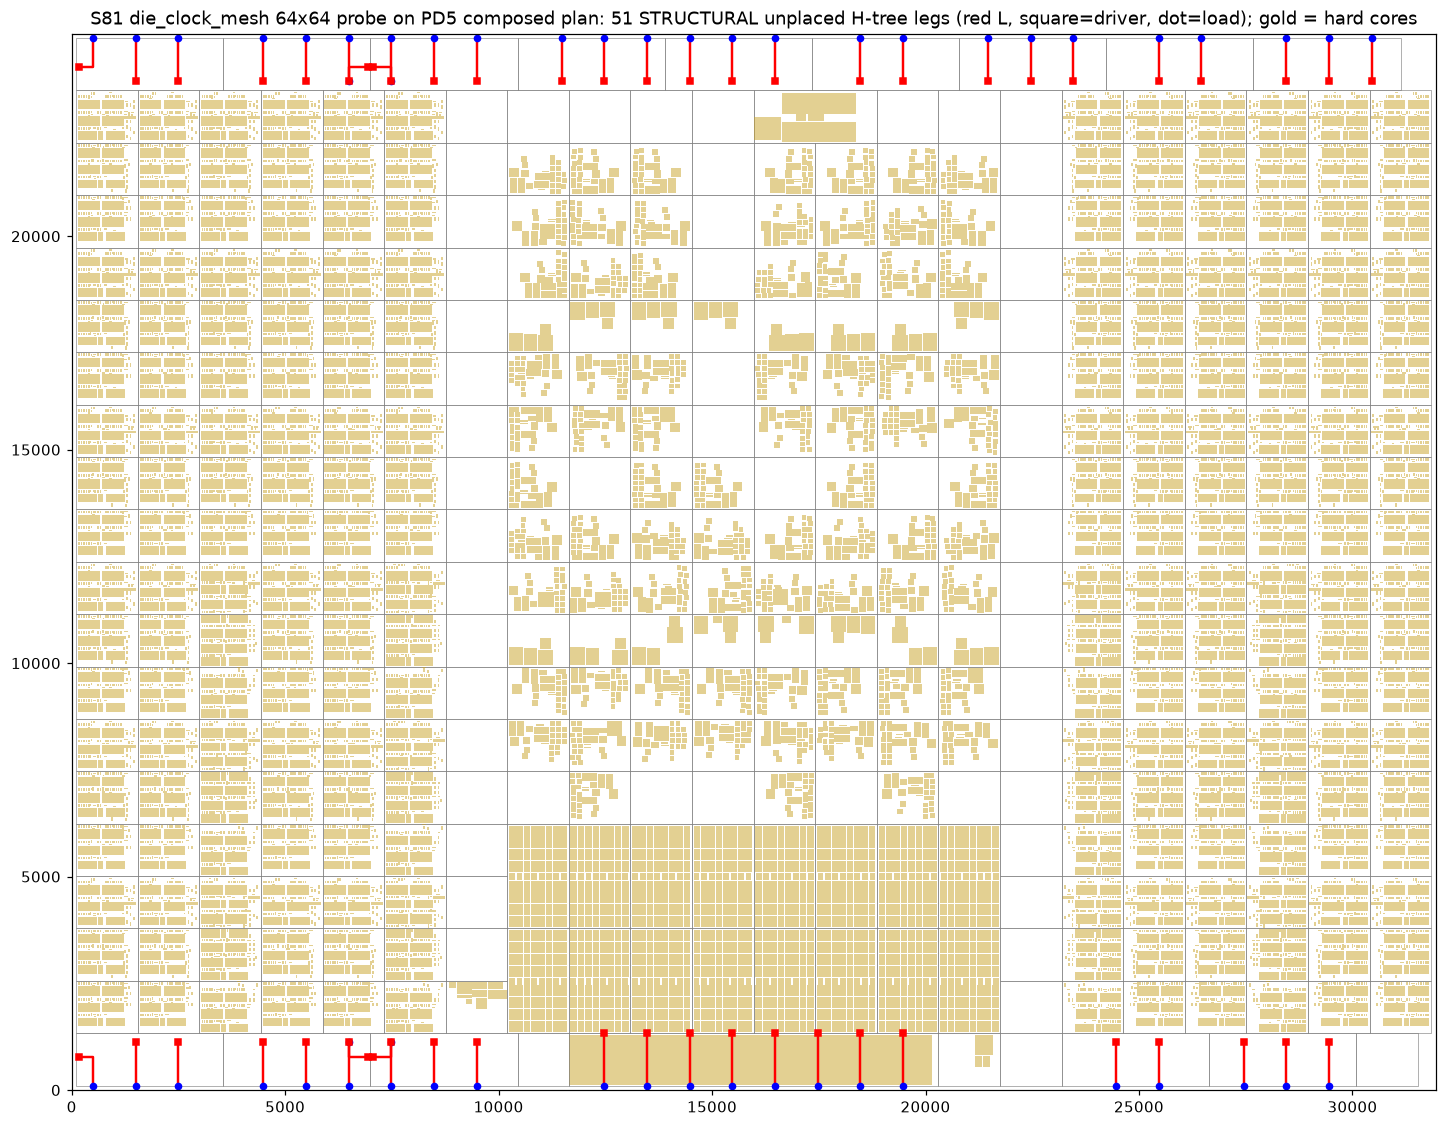 S81 die_clock_mesh 64x64 probe on PD5 composed plan: 51 STRUCTURAL unplaced H-tree legs (red L, square=driver, dot=load); gold = hard cores
20000
15000
10000
5000
0
0 5000 10000 15000 20000 25000 30000